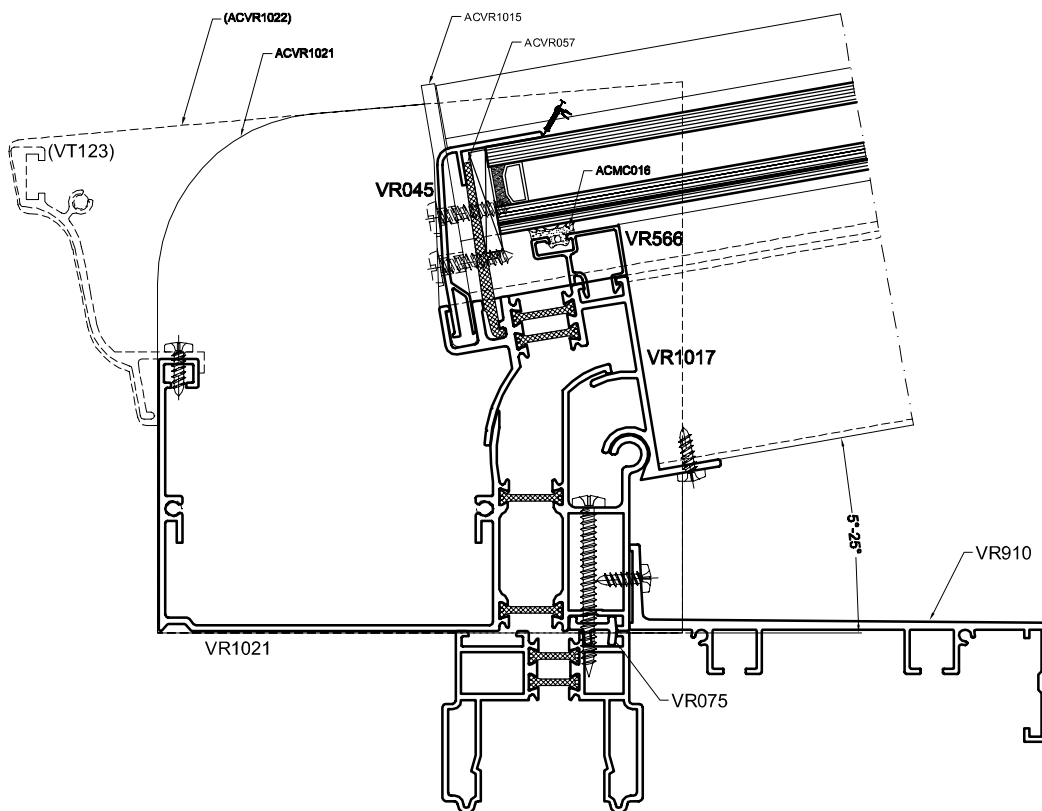 (ACVR1022)
ACVR1015
ACVR057
ACVR1021
(VT123)
VR045
ACMC016
VR566
VR1017
5°-25°
VR910
VR1021
VR075